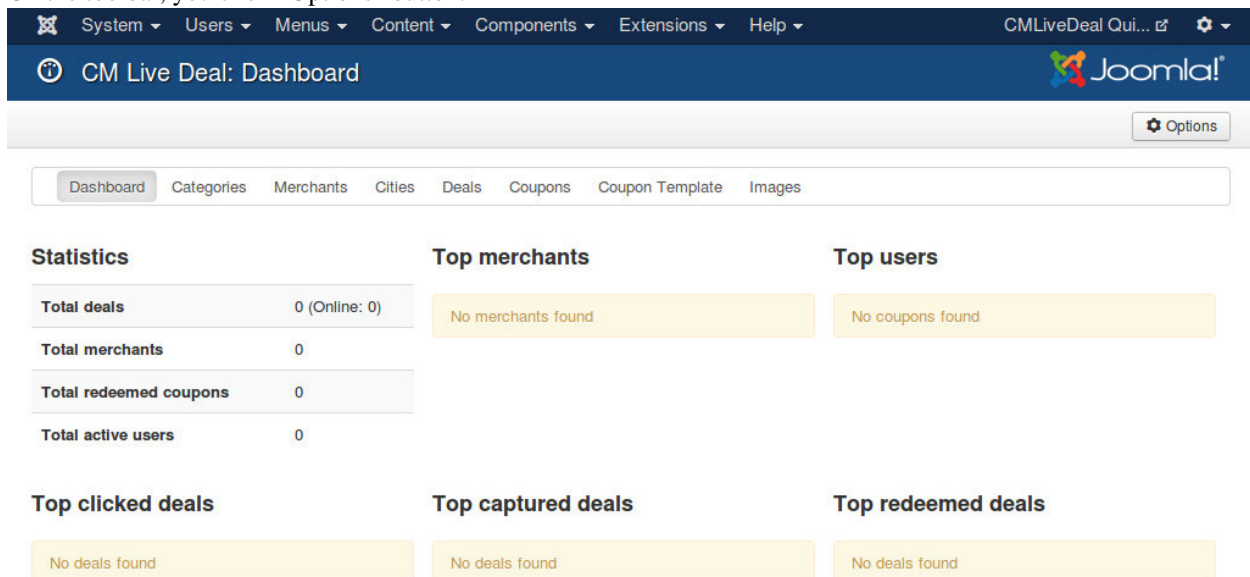 System Users Menus Content Components Extensions Help CMLiveDeal Qui...
CM Live Deal: Dashboard Joomla!
Options
Dashboard Categories Merchants Cities Deals Coupons Coupon Template Images
Statistics
Total deals 0 (Online: 0)
Total merchants 0
Total redeemed coupons 0
Total active users 0
Top merchants
No merchants found
Top users
No coupons found
Top clicked deals
No deals found
Top captured deals
No deals found
Top redeemed deals
No deals found